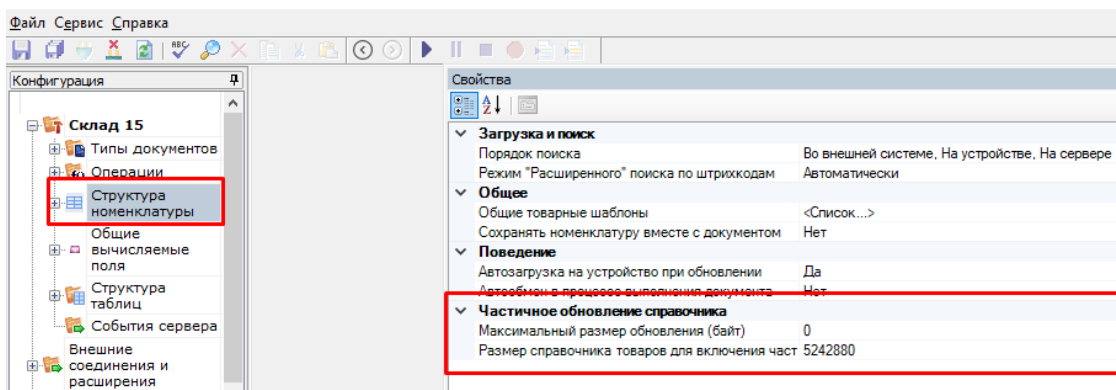 Файл Сервис Справка
ABC
Конфигурация
Склад 15
Типы документов
Операции
Структура
номенклатуры
Общие
вычисляемые
поля
Структура
таблиц
События сервера
Внешние
соединения и
расширения
Свойства
A
Z
Загрузка и поиск
Порядок поиска Во внешней системе, На устройстве, На сервере
Режим "Расширенного" поиска по штрихкодам Автоматически
Общее
Общие товарные шаблоны <Список...>
Сохранять номенклатуру вместе с документом Нет
Поведение
Автозагрузка на устройство при обновлении Да
Автообмен в процессе выполнения документа Нет
Частичное обновление справочника
Максимальный размер обновления (байт) 0
Размер справочника товаров для включения част 5242880